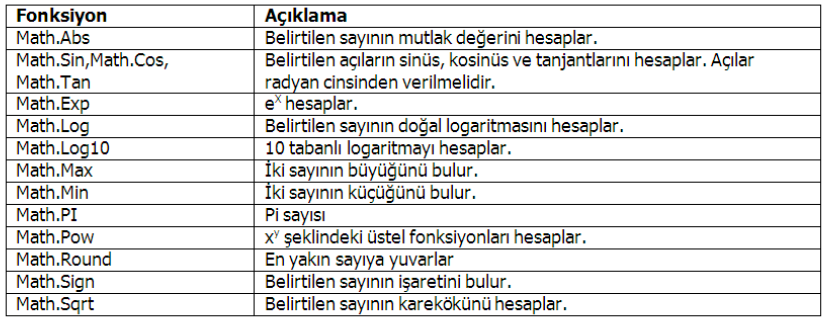 Fonksiyon Açıklama
Math.Abs Belirtilen sayının mutlak değerini hesaplar.
Math.Sin,Math.Cos, Belirtilen açıların sinüs, kosinüs ve tanjantlarını hesaplar. Açılar
Math.Tan radyan cinsinden verilmelidir.
Math.Exp eˣ hesaplar.
Math.Log Belirtilen sayının doğal logaritmasını hesaplar.
Math.Log10 10 tabanlı logaritmayı hesaplar.
Math.Max İki sayının büyüğünü bulur.
Math.Min İki sayının küçüğünü bulur.
Math.PI Pi sayısı
Math.Pow xʸ şeklindeki üstel fonksiyonları hesaplar.
Math.Round En yakın sayıya yuvarlar
Math.Sign Belirtilen sayının işaretini bulur.
Math.Sqrt Belirtilen sayının karekökünü hesaplar.